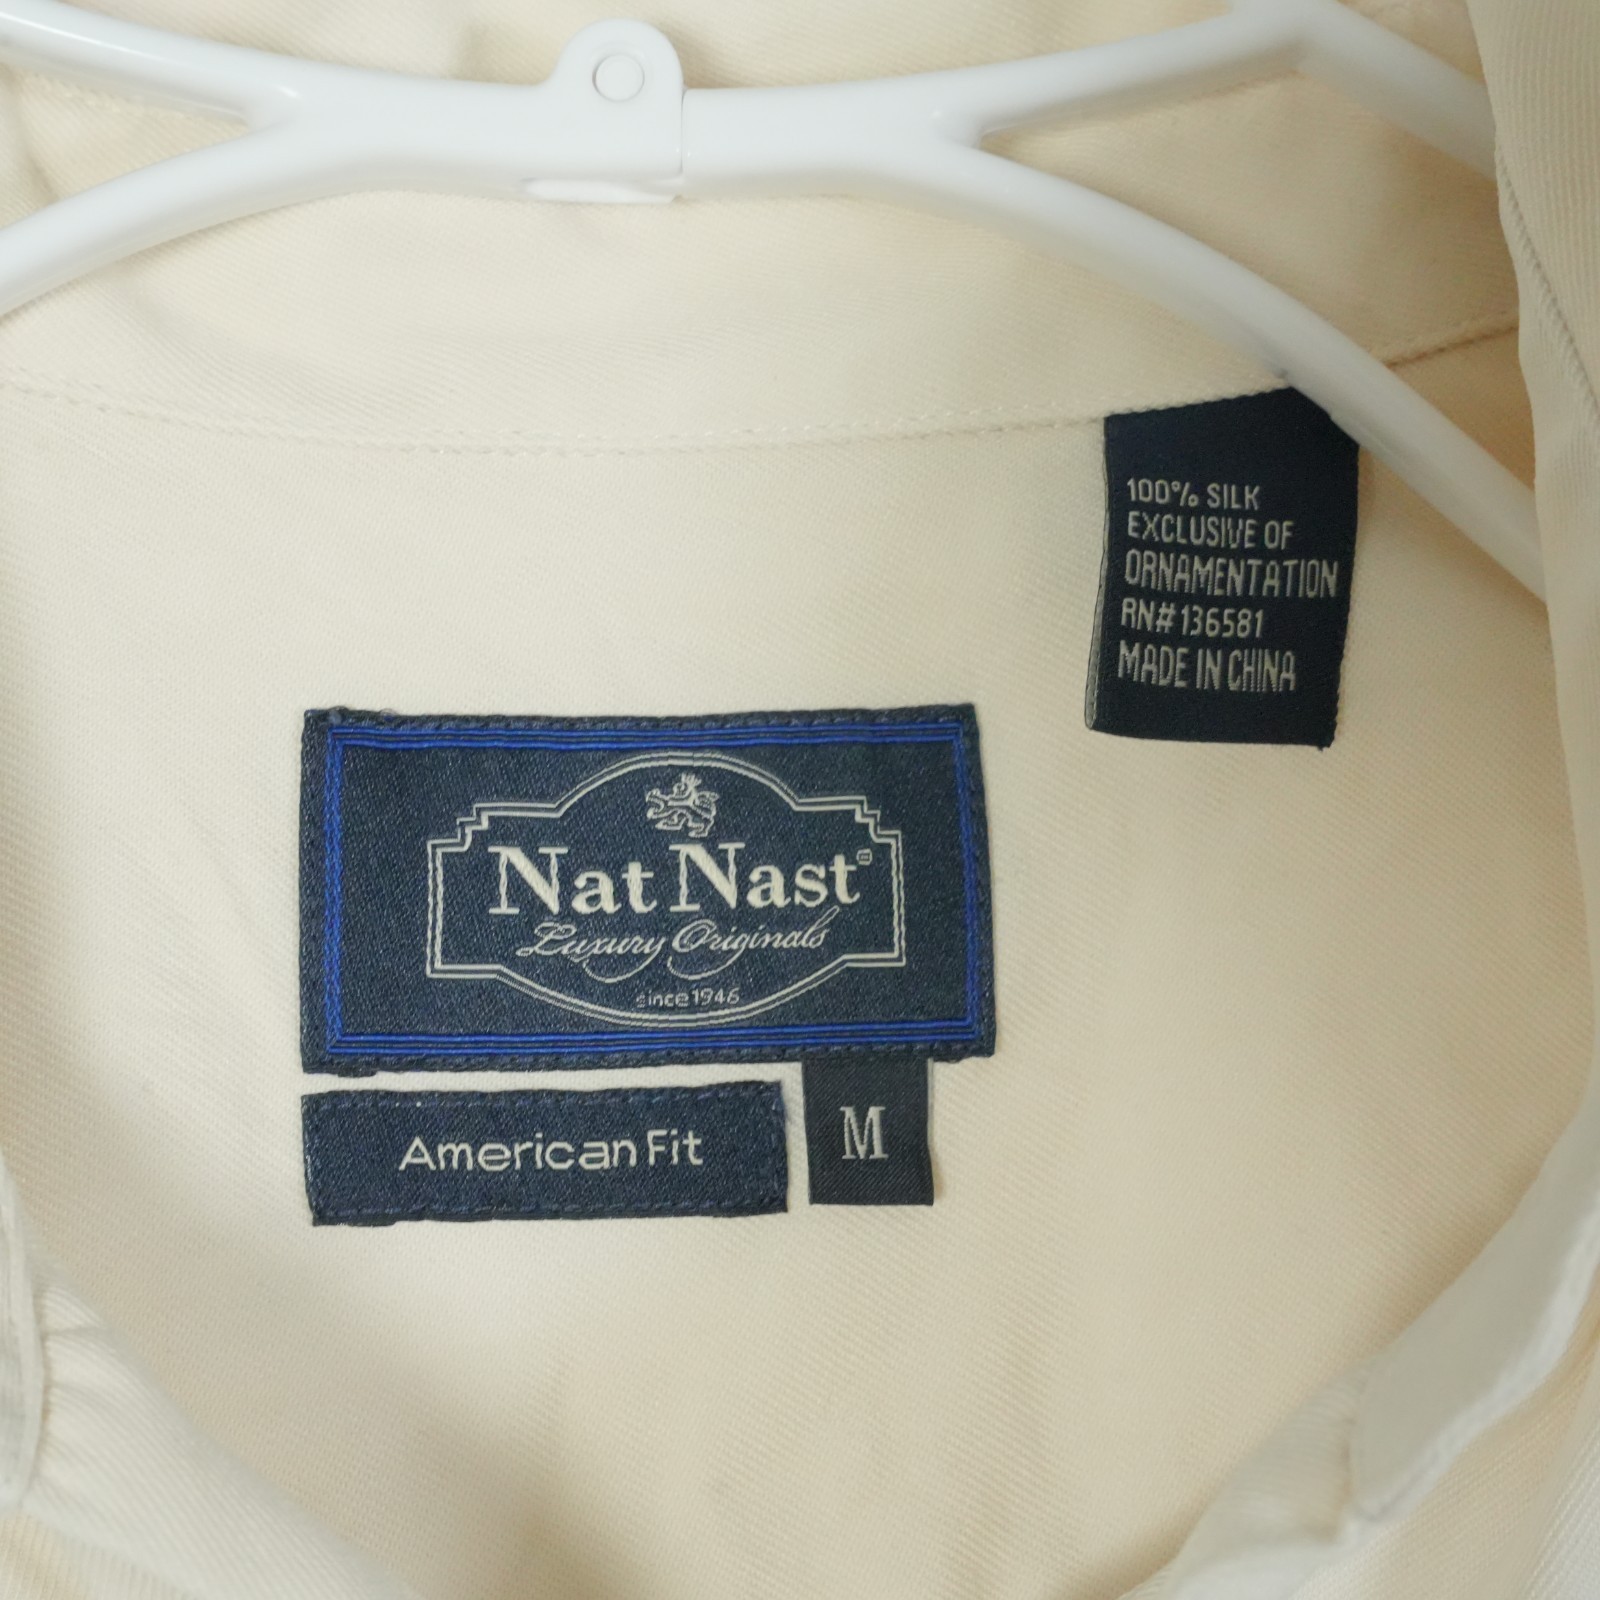 100% SILK
EXCLUSIVE OF
ORNAMENTATION
RN# 136581
MADE IN CHINA
Nat Nast®
Luxury Originals
since 1946
American Fit
M